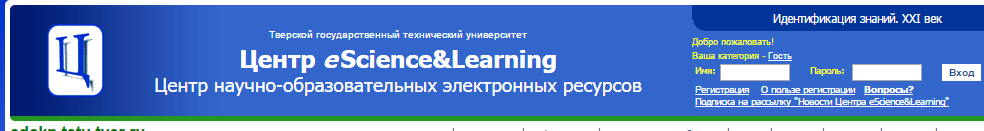 Ц
Тверской государственный технический университет
Центр eScience&Learning
Центр научно-образовательных электронных ресурсов
Идентификация знаний. XXI век
Добро пожаловать!
Ваша категория - Гость
Имя: Пароль: Вход
Регистрация О пользе регистрации Вопросы?
Подписка на рассылку "Новости Центра eScience&Learning"